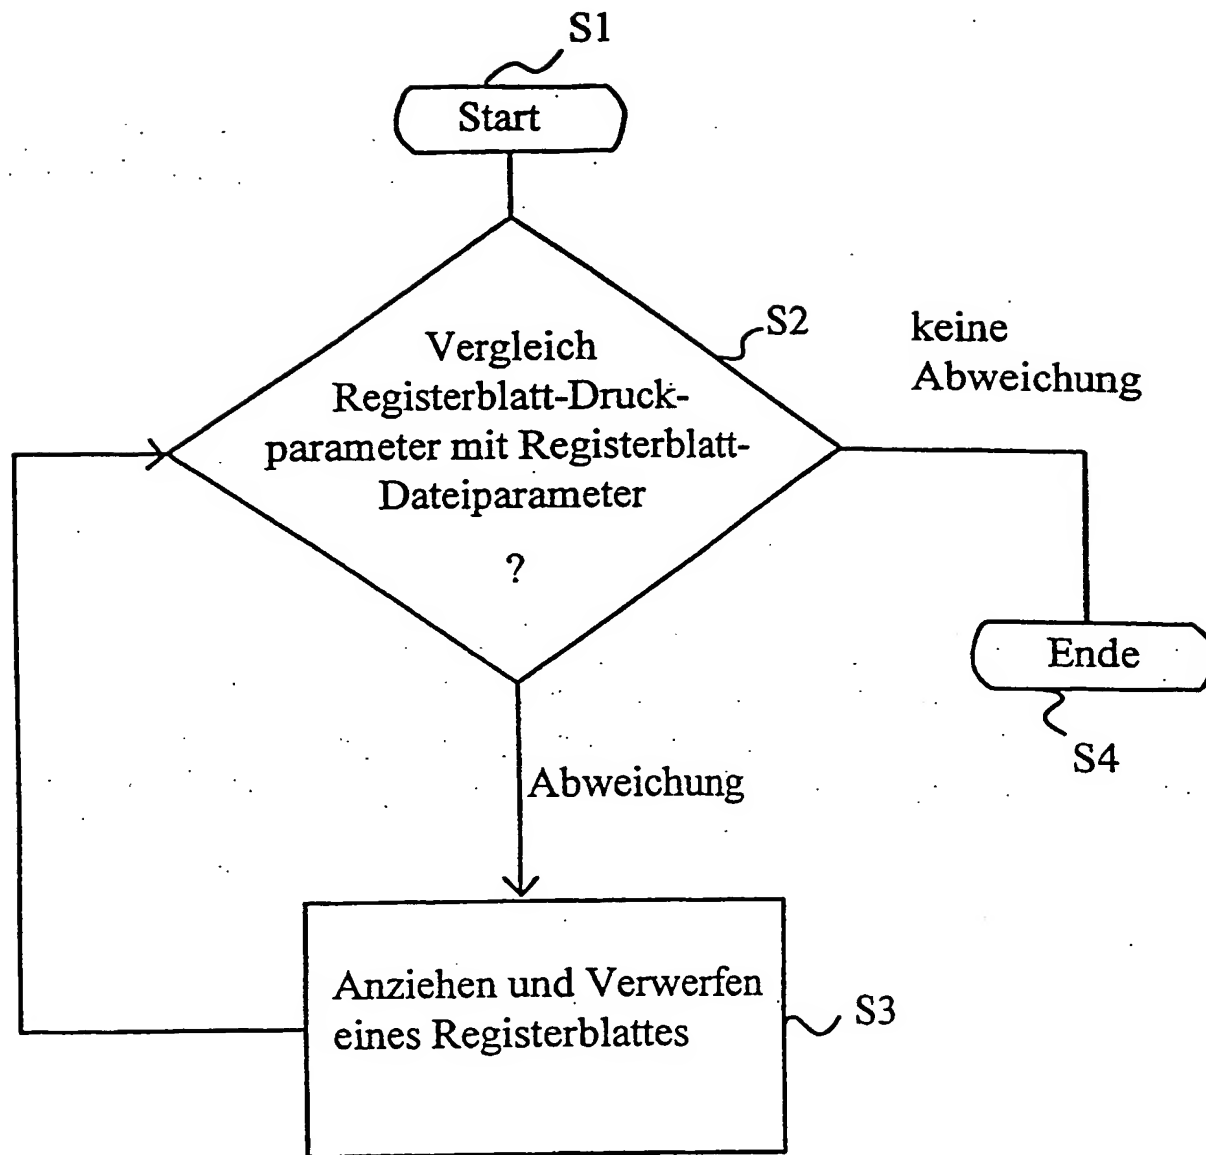 S1
Start
S2
keine
Abweichung
Vergleich
Registerblatt-Druck-
parameter mit Registerblatt-
Dateiparameter
?
Ende
S4
Abweichung
Anziehen und Verwerfen
eines Registerblattes
S3